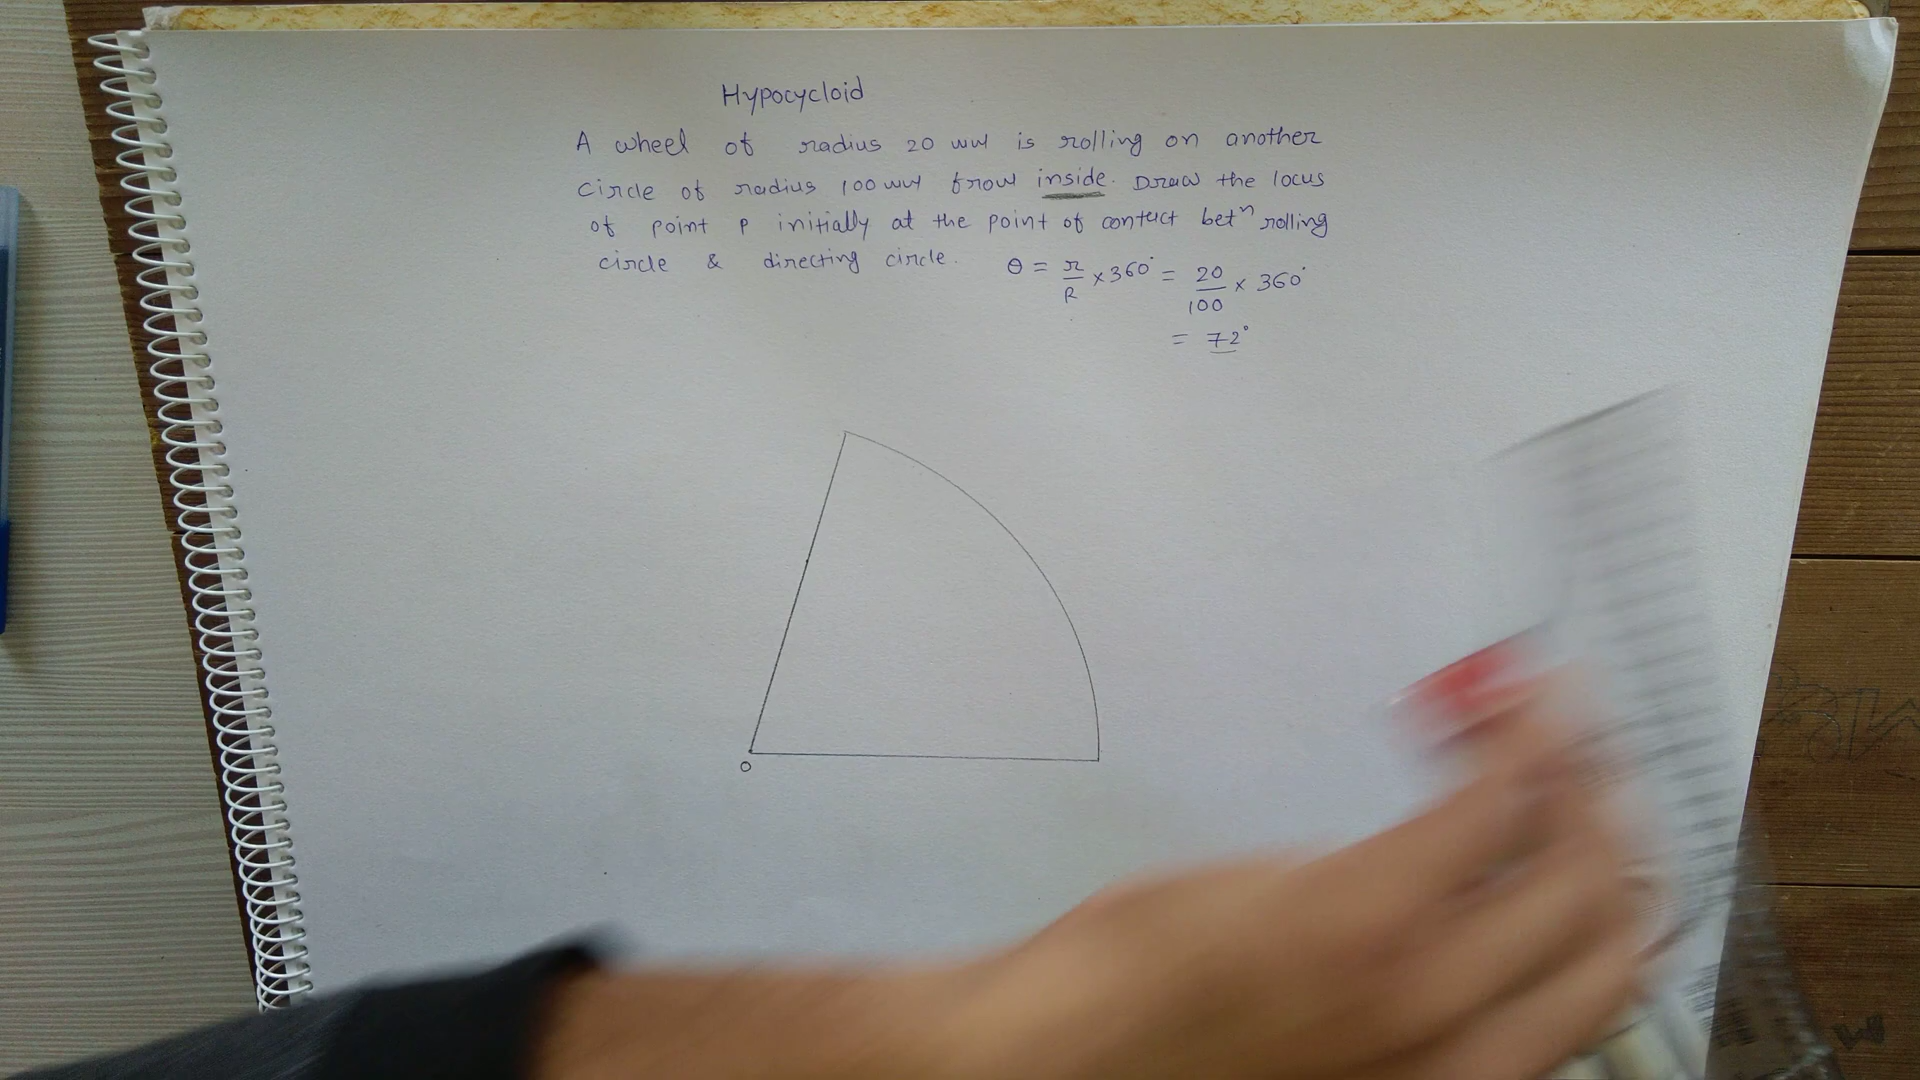 Hypocycloid
A wheel of radius 20 mm is rolling on another
circle of radius 100 mm from inside. Draw the locus
of point P initially at the point of contact betⁿ rolling
circle & directing circle. θ = r/R × 360° = 20/100 × 360°
= 72°
O